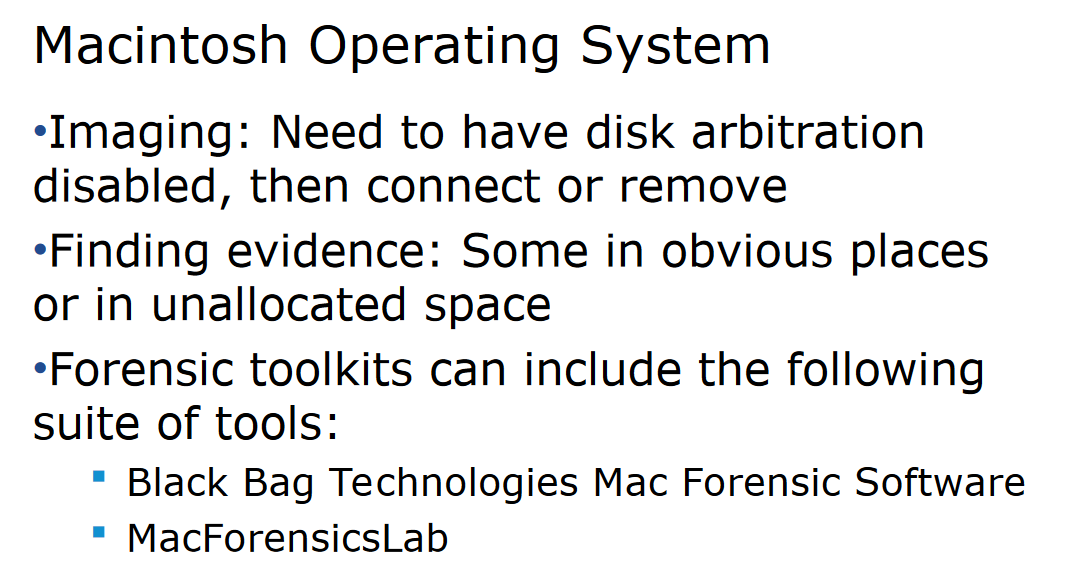 Macintosh Operating System
•Imaging: Need to have disk arbitration
disabled, then connect or remove
•Finding evidence: Some in obvious places
or in unallocated space
•Forensic toolkits can include the following
suite of tools:
▪ Black Bag Technologies Mac Forensic Software
▪ MacForensicsLab